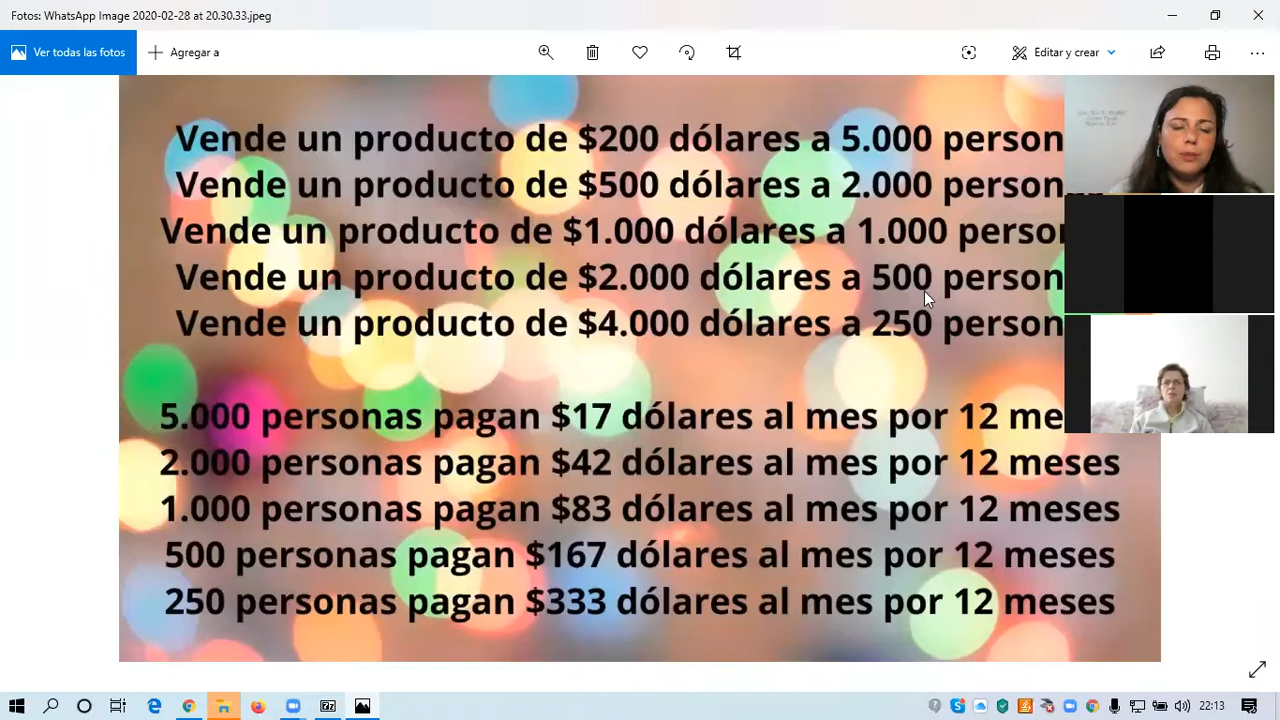 Fotos: WhatsApp Image 2020-02-28 at 20.30.33.jpeg
Ver todas las fotos
Agregar a
Editar y crear
Vende un producto de $200 dólares a 5.000 person
Vende un producto de $500 dólares a 2.000 person
Vende un producto de $1.000 dólares a 1.000 person
Vende un producto de $2.000 dólares a 500 person
Vende un producto de $4.000 dólares a 250 person
5.000 personas pagan $17 dólares al mes por 12 me
2.000 personas pagan $42 dólares al mes por 12 meses
1.000 personas pagan $83 dólares al mes por 12 meses
500 personas pagan $167 dólares al mes por 12 meses
250 personas pagan $333 dólares al mes por 12 meses
22:13